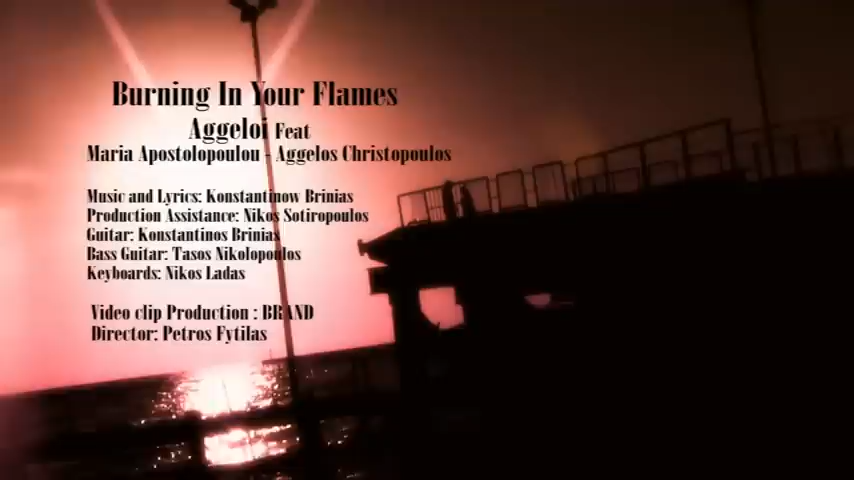 Burning In Your Flames
Aggeloi Feat
Maria Apostolopoulou - Aggelos Christopoulos
Music and Lyrics: Konstantinow Brinias
Production Assistance: Nikos Sotiropoulos
Guitar: Konstantinos Brinias
Bass Guitar: Tasos Nikolopoulos
Keyboards: Nikos Ladas
Video clip Production : BRAND
Director: Petros Fytilas